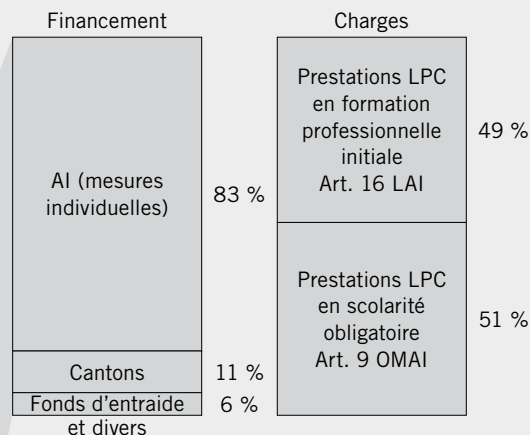 Financement
AI (mesures
individuelles)
83 %
Cantons
11 %
Fonds d’entraide
et divers
6 %
Charges
Prestations LPC
en formation
professionnelle
initiale
Art. 16 LAI
49 %
Prestations LPC
en scolarité
obligatoire
Art. 9 OMAI
51 %